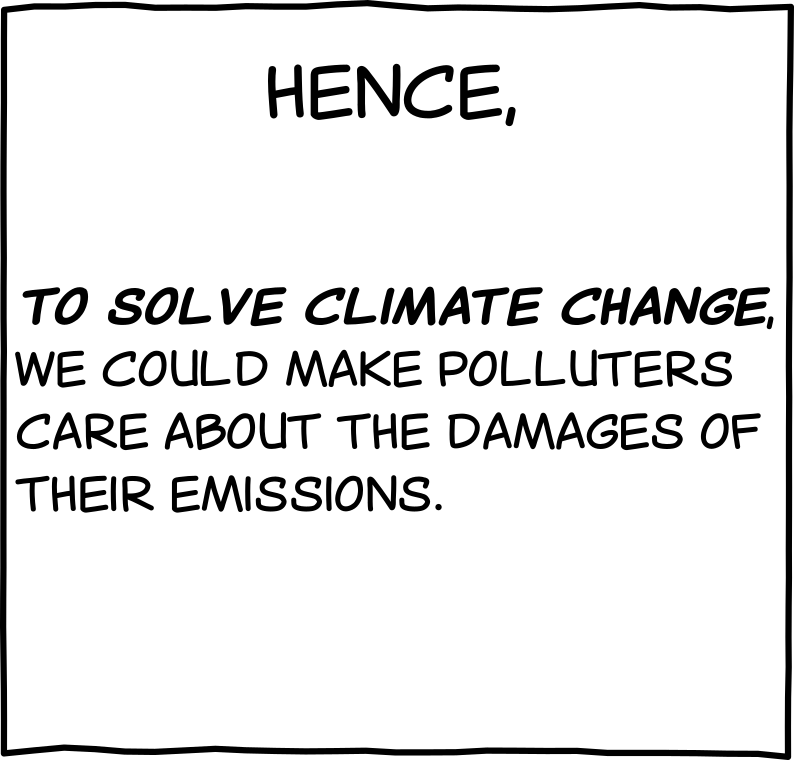 HENCE,
TO SOLVE CLIMATE CHANGE,
WE COULD MAKE POLLUTERS
CARE ABOUT THE DAMAGES OF
THEIR EMISSIONS.